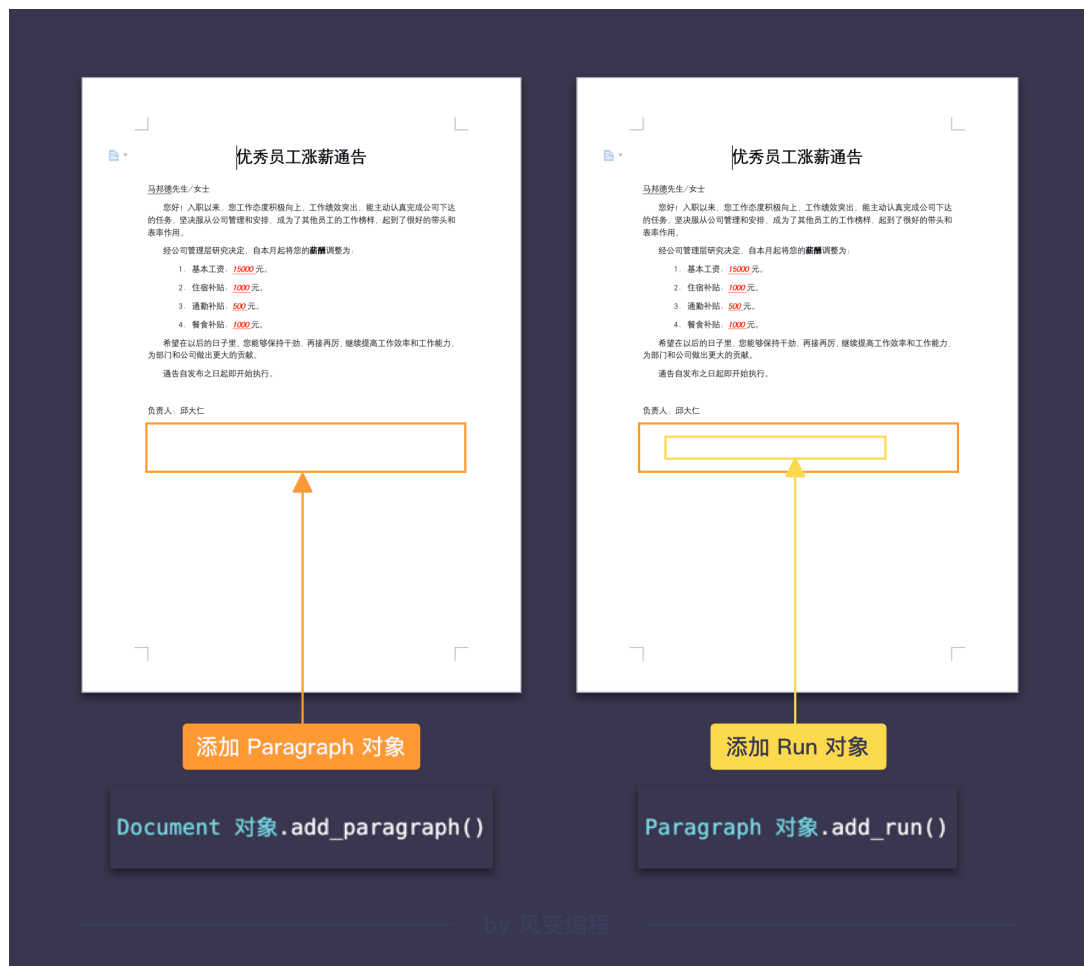 优秀员工涨薪通告
马邦德先生/女士
您好！入职以来，您工作态度积极向上，工作绩效突出，能主动认真完成公司下达
的任务，坚决服从公司管理和安排，成为了其他员工的工作榜样，起到了很好的带头和
表率作用。
经公司管理层研究决定，自本月起将您的薪酬调整为：
1. 基本工资：15000元。
2. 住宿补贴：1000元。
3. 通勤补贴：500元。
4. 餐食补贴：1000元。
希望在以后的日子里，您能够保持干劲，再接再厉，继续提高工作效率和工作能力，
为部门和公司做出更大的贡献。
通告自发布之日起即开始执行。
负责人：邱大仁
添加 Paragraph 对象
Document 对象.add_paragraph()
优秀员工涨薪通告
马邦德先生/女士
您好！入职以来，您工作态度积极向上，工作绩效突出，能主动认真完成公司下达
的任务，坚决服从公司管理和安排，成为了其他员工的工作榜样，起到了很好的带头和
表率作用。
经公司管理层研究决定，自本月起将您的薪酬调整为：
1. 基本工资：15000元。
2. 住宿补贴：1000元。
3. 通勤补贴：500元。
4. 餐食补贴：1000元。
希望在以后的日子里，您能够保持干劲，再接再厉，继续提高工作效率和工作能力，
为部门和公司做出更大的贡献。
通告自发布之日起即开始执行。
负责人：邱大仁
添加 Run 对象
Paragraph 对象.add_run()
by 风变编程